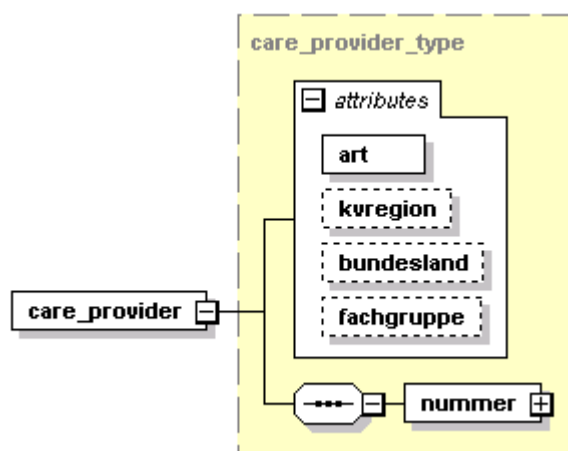 care_provider_type
attributes
art
kvregion
bundesland
fachgruppe
care_provider
nummer